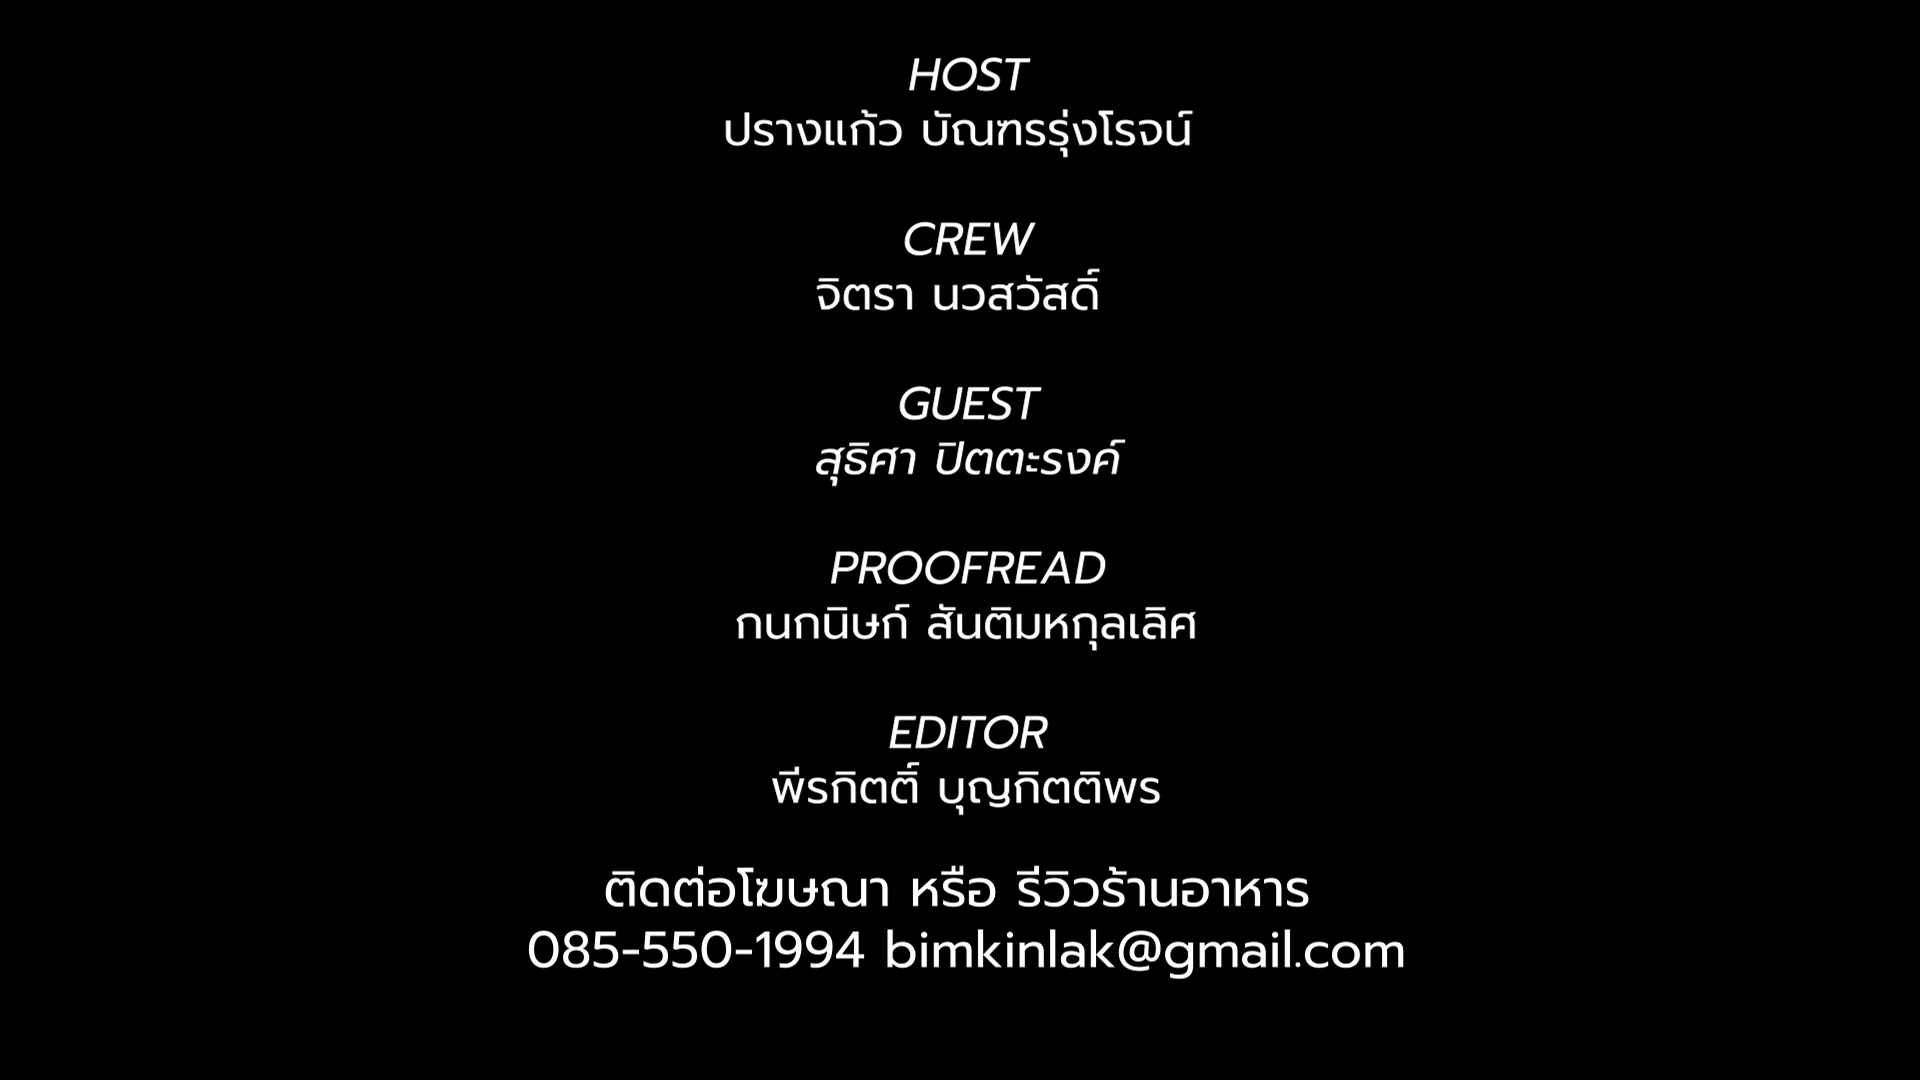 HOST
ปรางแก้ว บัณฑรรุ่งโรจน์
CREW
จิตรา นวสวัสดิ์
GUEST
สุธิศา ปิตตะรงค์
PROOFREAD
กนกนิษก์ สันติมหกุลเลิศ
EDITOR
พีรกิตติ์ บุญกิตติพร
ติดต่อโฆษณา หรือ รีวิวร้านอาหาร
085-550-1994 bimkinlak@gmail.com